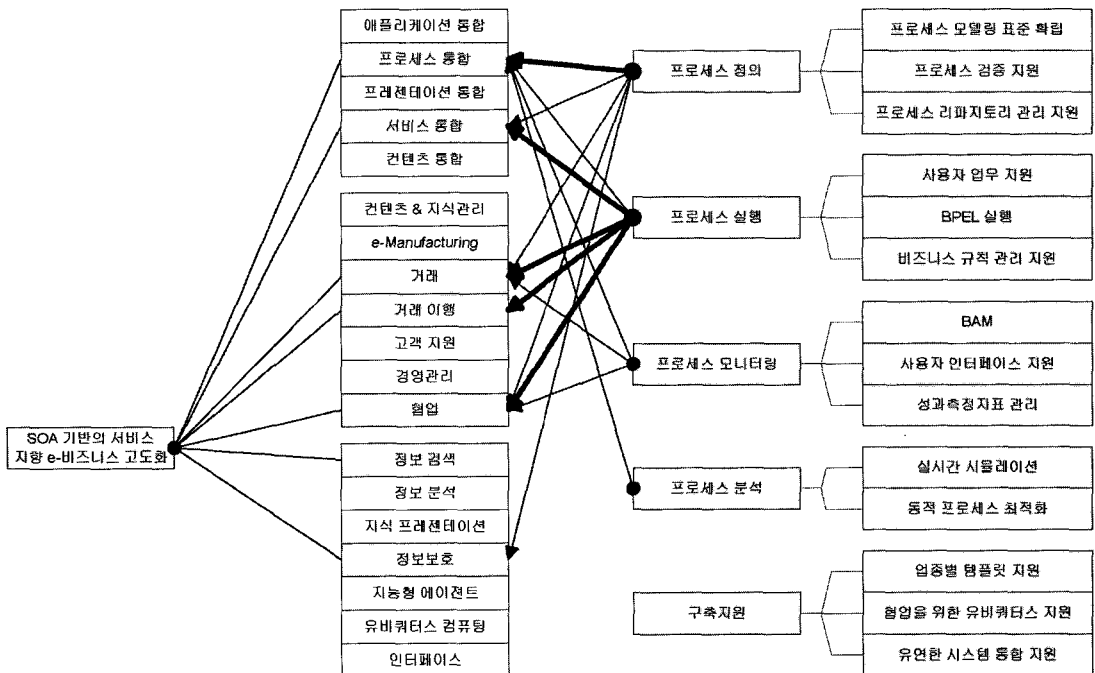 SOA 기반의 서비스
지향 e-비즈니스 고도화
애플리케이션 통합
프로세스 통합
프레젠테이션 통합
서비스 통합
컨텐츠 통합
컨텐츠 & 지식관리
e-Manufacturing
거래
거래 이행
고객 지원
경영관리
협업
정보 검색
정보 분석
지식 프레젠테이션
정보보호
지능형 에이젼트
유비쿼터스 컴퓨팅
인터페이스
프로세스 정의
프로세스 실행
프로세스 모니터링
프로세스 분석
구축지원
프로세스 모델링 표준 확립
프로세스 검증 지원
프로세스 리파지토리 관리 지원
사용자 업무 지원
BPEL 실행
비즈니스 규칙 관리 지원
BAM
사용자 인터페이스 지원
성과측정지표 관리
실시간 시뮬레이션
동적 프로세스 최적화
업종별 템플릿 지원
협업을 위한 유비쿼터스 지원
유연한 시스템 통합 지원